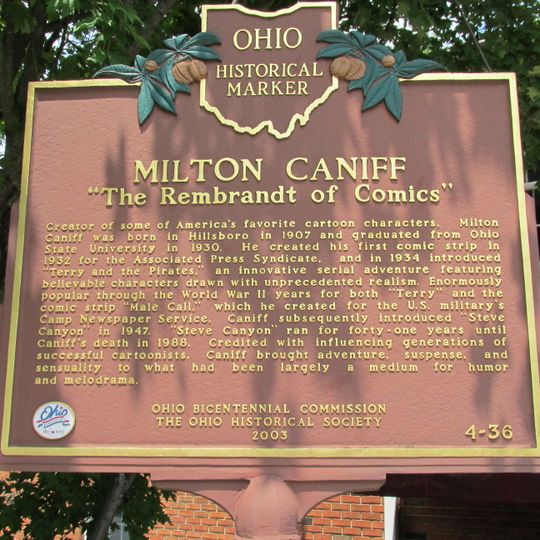 OHIO
HISTORICAL
MARKER
MILTON CANIFF
"The Rembrandt of Comics"
Creator of some of America's favorite cartoon characters, Milton
Caniff was born in Hillsboro in 1907 and graduated from Ohio
State University in 1930. He created his first comic strip in
1932 for the Associated Press Syndicate, and in 1934 introduced
"Terry and the Pirates," an innovative serial adventure featuring
believable characters drawn with unprecedented realism. Enormously
popular through the World War II years for both "Terry" and the
comic strip "Male Call," which he created for the U.S. military's
Camp Newspaper Service, Caniff subsequently introduced "Steve
Canyon" in 1947. "Steve Canyon" ran for forty-one years until
Caniff's death in 1988. Credited with influencing generations of
successful cartoonists, Caniff brought adventure, suspense, and
sensuality to what had been largely a medium for humor
and melodrama.
Ohio
OHIO BICENTENNIAL COMMISSION
THE OHIO HISTORICAL SOCIETY
2003
4-36